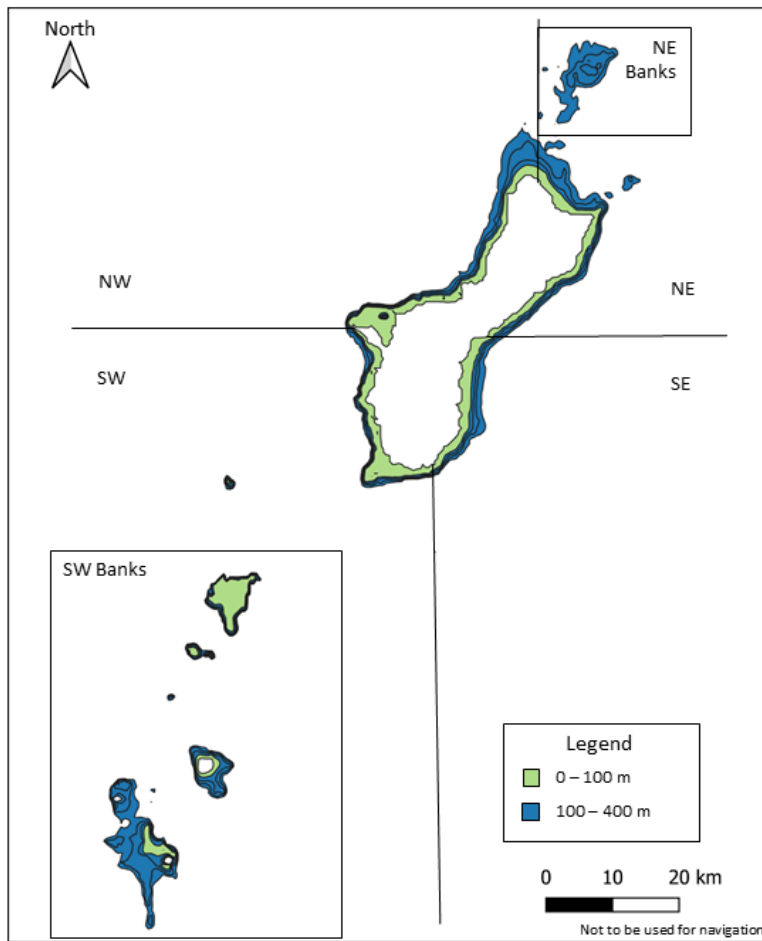 North
NE
Banks
NW
NE
SW
SE
SW Banks
Legend
0 – 100 m
100 – 400 m
0 10 20 km
Not to be used for navigation